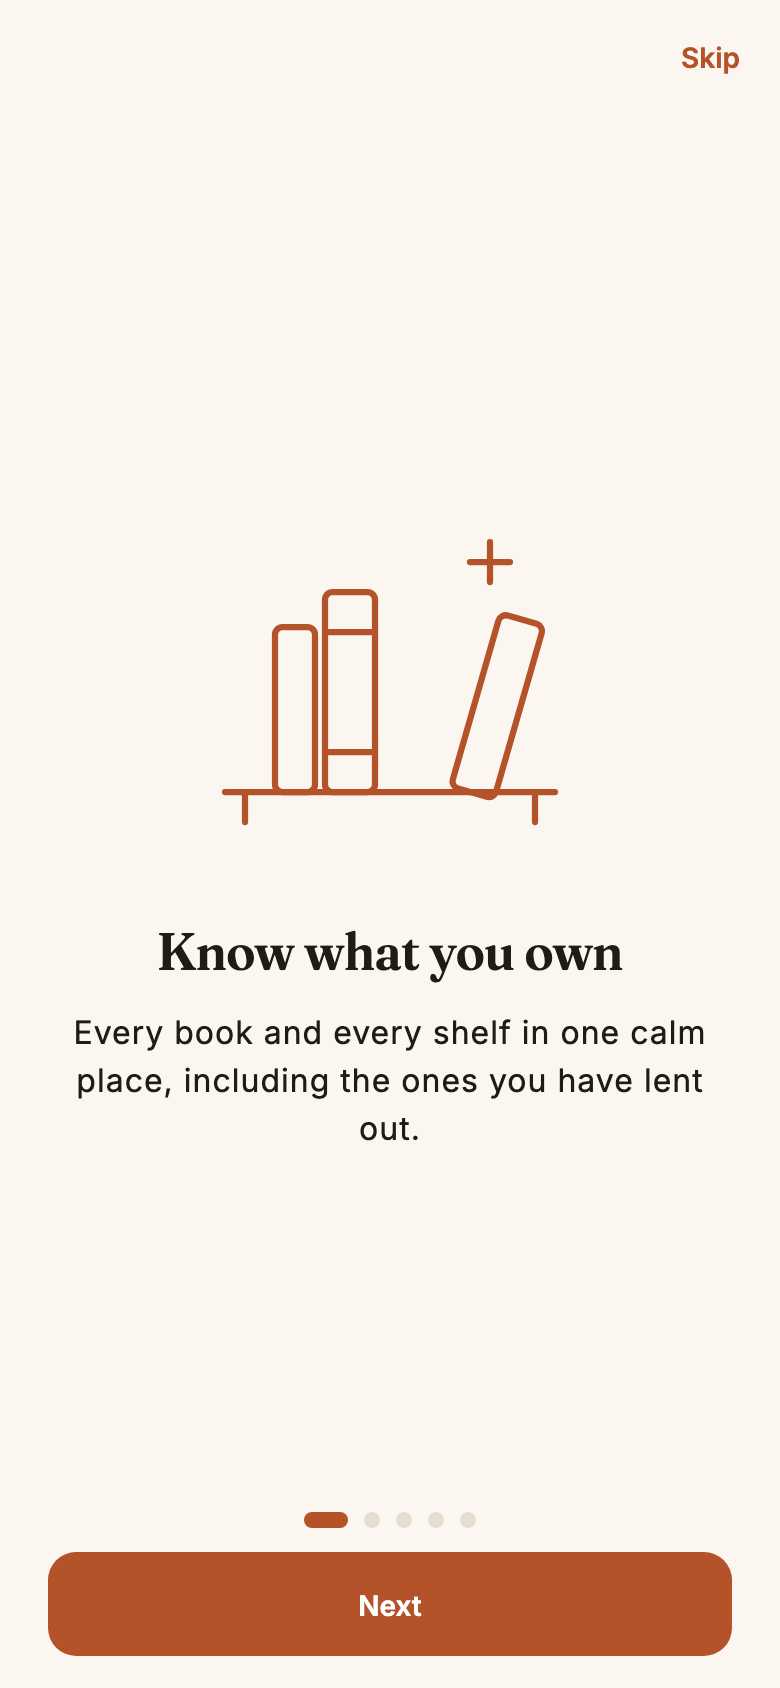 Skip
Know what you own
Every book and every shelf in one calm
place, including the ones you have lent
out.
Next